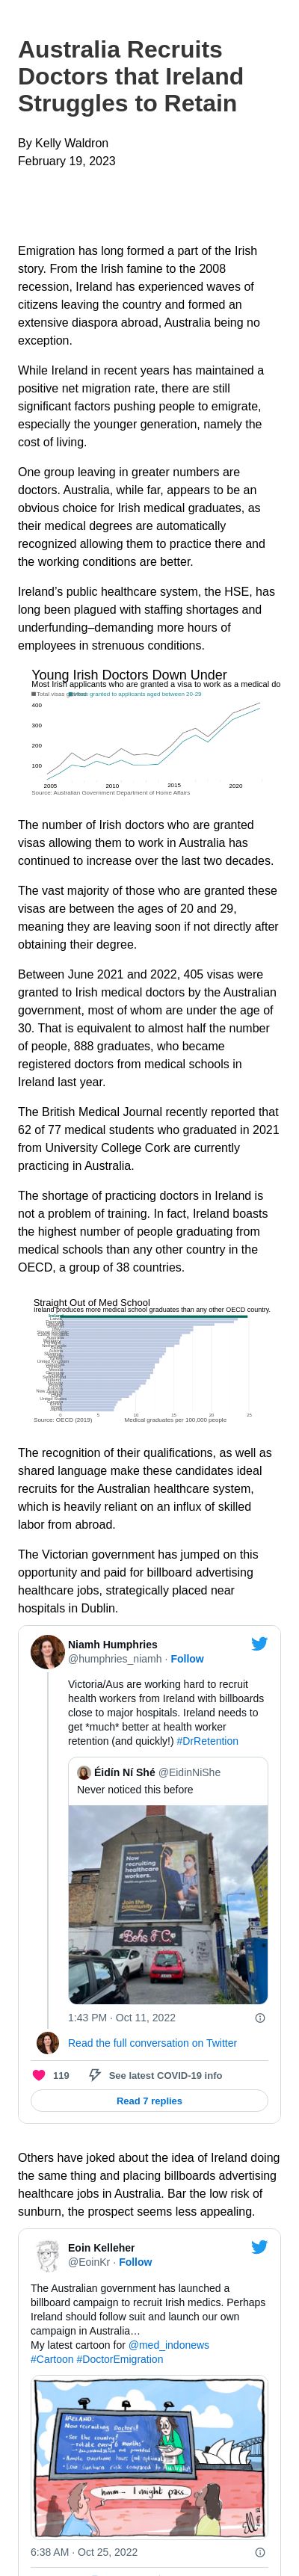 Australia Recruits
Doctors that Ireland
Struggles to Retain
By Kelly Waldron
February 19, 2023
Emigration has long formed a part of the Irish
story. From the Irish famine to the 2008
recession, Ireland has experienced waves of
citizens leaving the country and formed an
extensive diaspora abroad, Australia being no
exception.
While Ireland in recent years has maintained a
positive net migration rate, there are still
significant factors pushing people to emigrate,
especially the younger generation, namely the
cost of living.
One group leaving in greater numbers are
doctors. Australia, while far, appears to be an
obvious choice for Irish medical graduates, as
their medical degrees are automatically
recognized allowing them to practice there and
the working conditions are better.
Ireland's public healthcare system, the HSE, has
long been plagued with staffing shortages and
underfunding–demanding more hours of
employees in strenuous conditions.
Young Irish Doctors Down Under
Most Irish applicants who are granted a visa to work as a medical do
Total visas granted to applicants aged between 20-29
400
300
200
100
2005 2010 2015 2020
Source: Australian Government Department of Home Affairs
The number of Irish doctors who are granted
visas allowing them to work in Australia has
continued to increase over the last two decades.
The vast majority of those who are granted these
visas are between the ages of 20 and 29,
meaning they are leaving soon if not directly after
obtaining their degree.
Between June 2021 and 2022, 405 visas were
granted to Irish medical doctors by the Australian
government, most of whom are under the age of
30. That is equivalent to almost half the number
of people, 888 graduates, who became
registered doctors from medical schools in
Ireland last year.
The British Medical Journal recently reported that
62 of 77 medical students who graduated in 2021
from University College Cork are currently
practicing in Australia.
The shortage of practicing doctors in Ireland is
not a problem of training. In fact, Ireland boasts
the highest number of people graduating from
medical schools than any other country in the
OECD, a group of 38 countries.
Straight Out of Med School
Ireland produces more medical school graduates than any other OECD country.
0 5 10 15 20 25
Source: OECD (2019) Medical graduates per 100,000 people
The recognition of their qualifications, as well as
shared language make these candidates ideal
recruits for the Australian healthcare system,
which is heavily reliant on an influx of skilled
labor from abroad.
The Victorian government has jumped on this
opportunity and paid for billboard advertising
healthcare jobs, strategically placed near
hospitals in Dublin.
Niamh Humphries
@humphries_niamh · Follow
Victoria/Aus are working hard to recruit
health workers from Ireland with billboards
close to major hospitals. Ireland needs to
get *much* better at health worker
retention (and quickly!) #DrRetention
Éidín Ní Shé @EidinNiShe
Never noticed this before
Now
recruiting
healthcare
workers.
Join the
community
Bohs F.C.
1:43 PM · Oct 11, 2022
Read the full conversation on Twitter
119 See latest COVID-19 info
Read 7 replies
Others have joked about the idea of Ireland doing
the same thing and placing billboards advertising
healthcare jobs in Australia. Bar the low risk of
sunburn, the prospect seems less appealing.
Eoin Kelleher
@EoinKr · Follow
The Australian government has launched a
billboard campaign to recruit Irish medics. Perhaps
Ireland should follow suit and launch our own
campaign in Australia…
My latest cartoon for @med_indonews
#Cartoon #DoctorEmigration
IRELAND:
Now recruiting Doctors!
- See the country!
hmm- I might pass.
6:38 AM · Oct 25, 2022